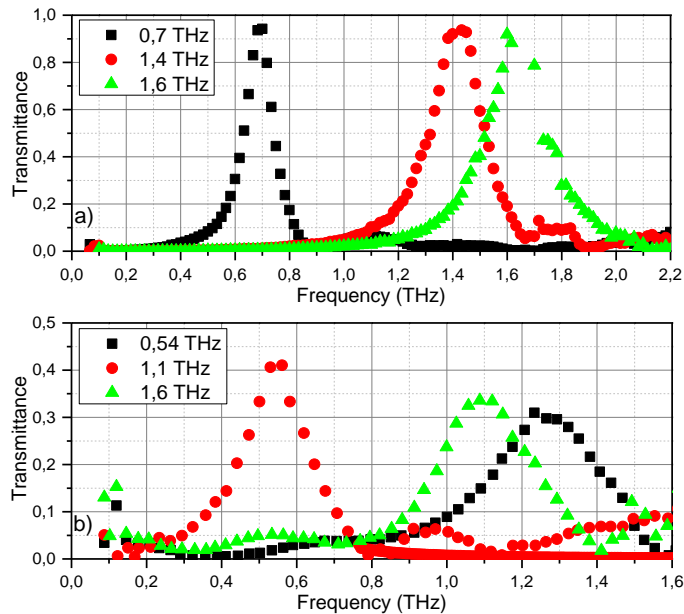 1,0
0,8
0,6
0,4
0,2
0,0
Transmittance
0,7 THz
1,4 THz
1,6 THz
a)
0,0 0,2 0,4 0,6 0,8 1,0 1,2 1,4 1,6 1,8 2,0 2,2
Frequency (THz)
0,5
0,4
0,3
0,2
0,1
0,0
Transmittance
0,54 THz
1,1 THz
1,6 THz
b)
0,0 0,2 0,4 0,6 0,8 1,0 1,2 1,4 1,6
Frequency (THz)